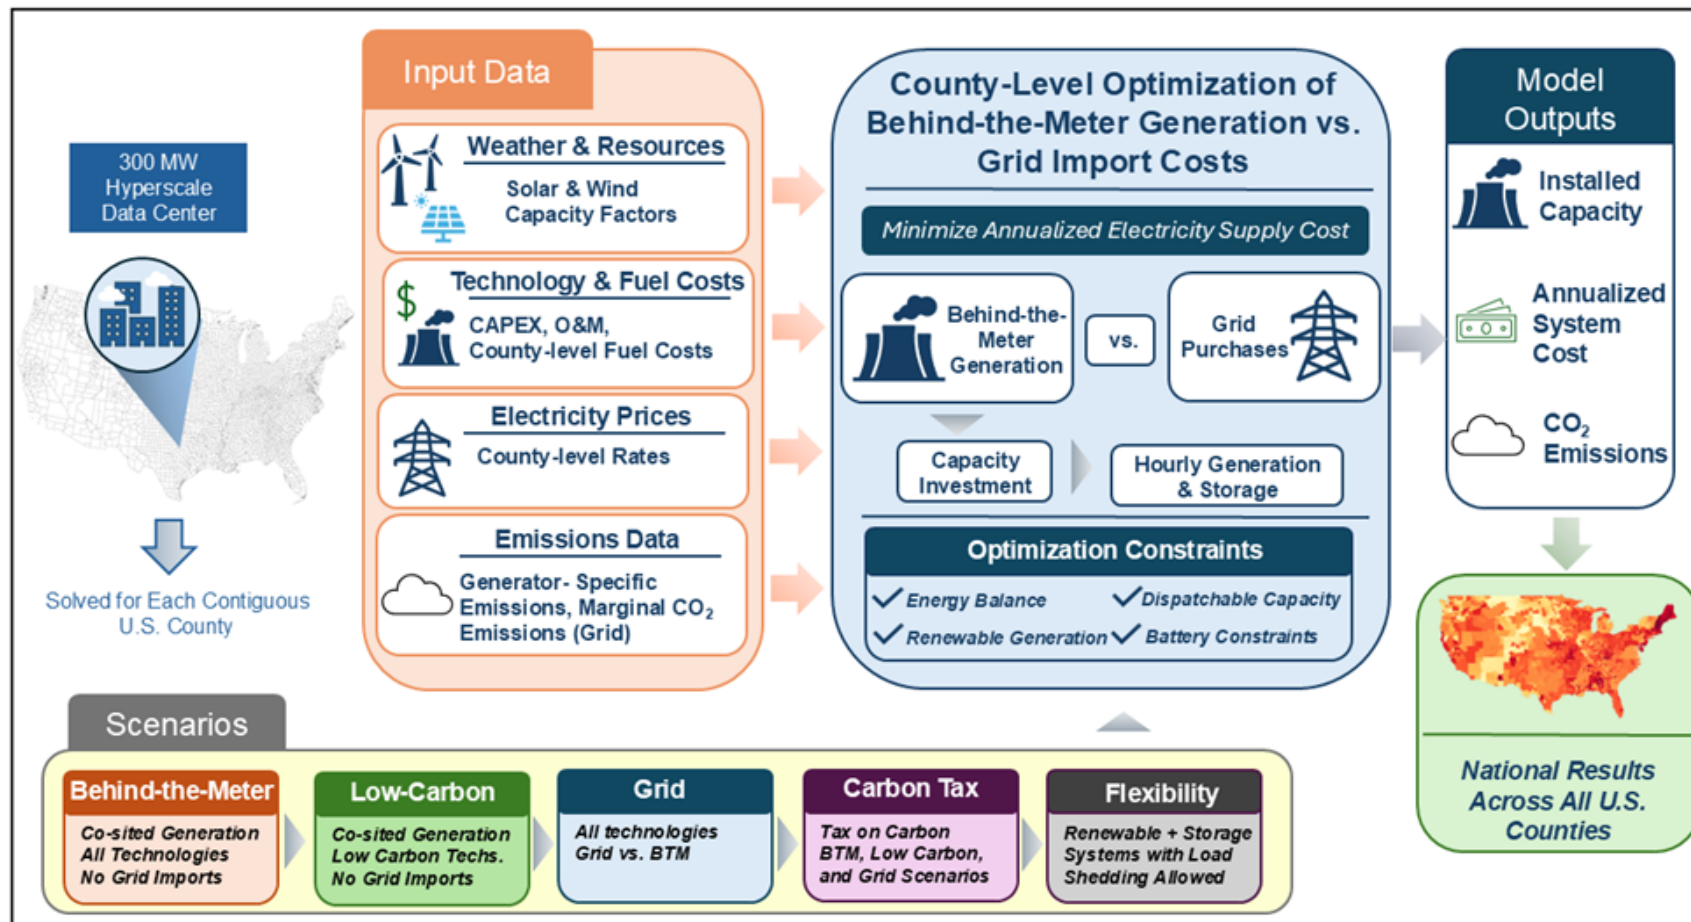 300 MW
Hyperscale
Data Center
Solved for Each Contiguous
U.S. County
Input Data
Weather & Resources
Solar & Wind
Capacity Factors
Technology & Fuel Costs
$
CAPEX, O&M,
County-level Fuel Costs
Electricity Prices
County-level Rates
Emissions Data
Generator- Specific
Emissions, Marginal CO₂
Emissions (Grid)
County-Level Optimization of
Behind-the-Meter Generation vs.
Grid Import Costs
Minimize Annualized Electricity Supply Cost
Behind-the-
Meter
Generation
vs.
Grid
Purchases
Capacity
Investment
Hourly Generation
& Storage
Optimization Constraints
Energy Balance
Dispatchable Capacity
Renewable Generation
Battery Constraints
Model
Outputs
Installed
Capacity
Annualized
System
Cost
CO₂
Emissions
National Results
Across All U.S.
Counties
Scenarios
Behind-the-Meter
Co-sited Generation
All Technologies
No Grid Imports
Low-Carbon
Co-sited Generation
Low Carbon Techs.
No Grid Imports
Grid
All technologies
Grid vs. BTM
Carbon Tax
Tax on Carbon
BTM, Low Carbon,
and Grid Scenarios
Flexibility
Renewable + Storage
Systems with Load
Shedding Allowed